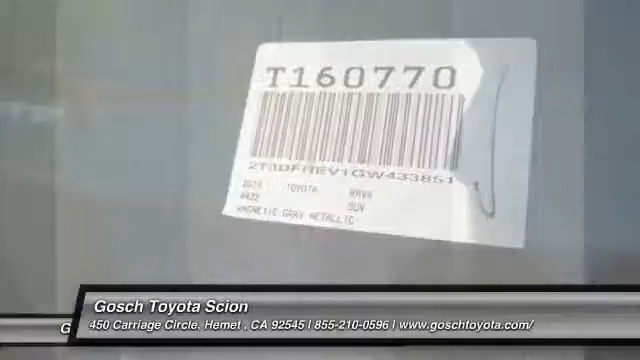 T160770
2T3DFREV1GW433851
2016 TOYOTA RAV4
4432 SUV
MAGNETIC GRAY METALLIC
Gosch Toyota Scion
450 Carriage Circle. Hemet , CA 92545 | 855-210-0596 | www.goschtoyota.com/
G